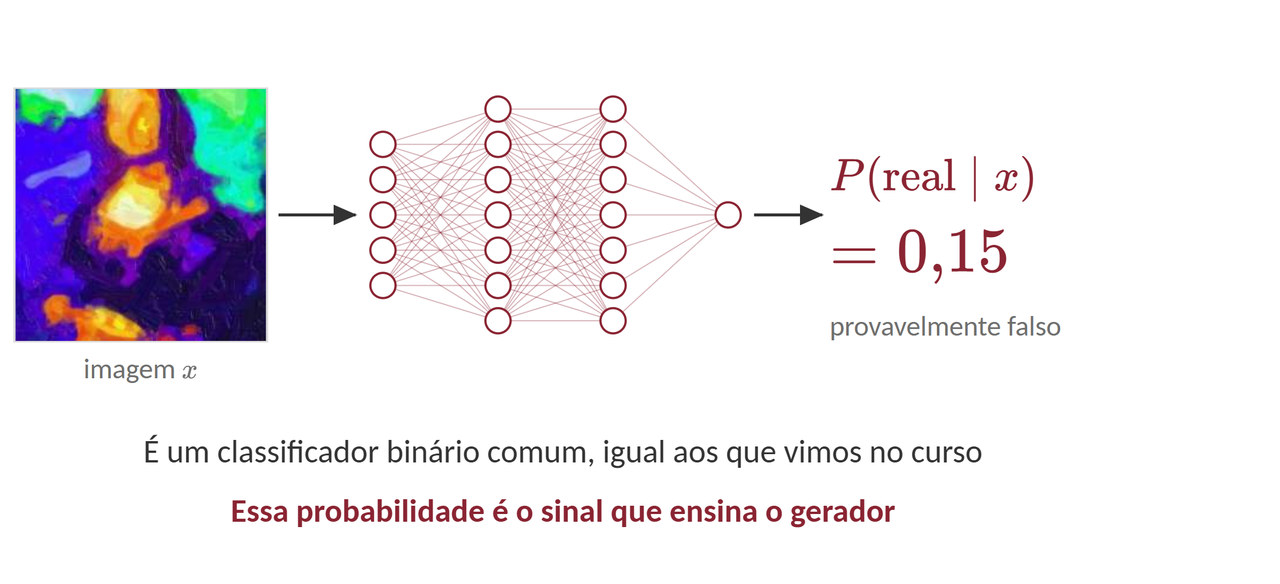 P(real | x)
= 0,15
provavelmente falso
imagem x
É um classificador binário comum, igual aos que vimos no curso
Essa probabilidade é o sinal que ensina o gerador